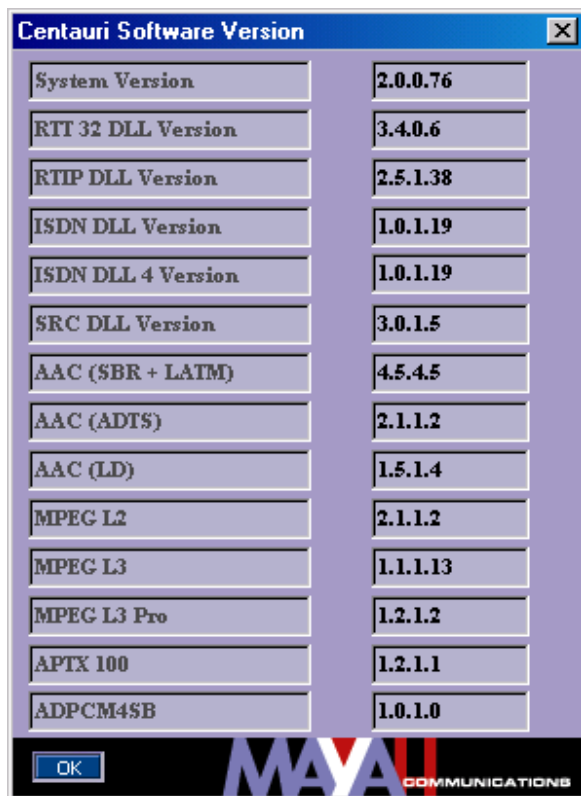 Centauri Software Version
System Version 2.0.0.76
RTT 32 DLL Version 3.4.0.6
RTIP DLL Version 2.5.1.38
ISDN DLL Version 1.0.1.19
ISDN DLL 4 Version 1.0.1.19
SRC DLL Version 3.0.1.5
AAC (SBR + LATM) 4.5.4.5
AAC (ADTS) 2.1.1.2
AAC (LD) 1.5.1.4
MPEG L2 2.1.1.2
MPEG L3 1.1.1.13
MPEG L3 Pro 1.2.1.2
APTX 100 1.2.1.1
ADPCM4SB 1.0.1.0
OK
MAYAH
COMMUNICATIONS